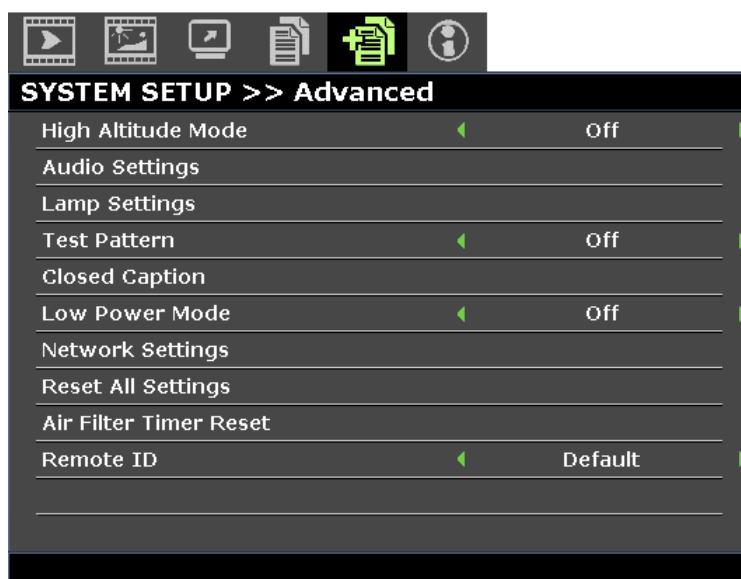 SYSTEM SETUP >> Advanced
High Altitude Mode Off
Audio Settings
Lamp Settings
Test Pattern Off
Closed Caption
Low Power Mode Off
Network Settings
Reset All Settings
Air Filter Timer Reset
Remote ID Default